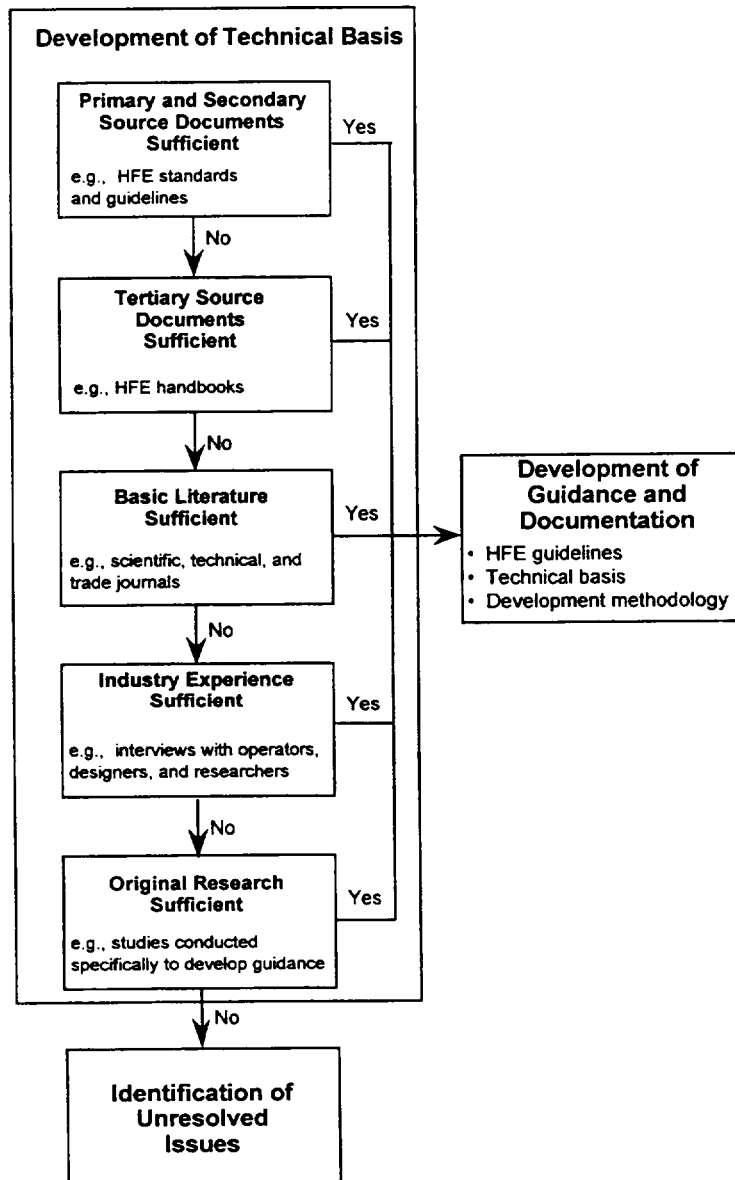 Development of Technical Basis
Primary and Secondary
Source Documents
Sufficient
e.g., HFE standards
and guidelines
Yes
No
Tertiary Source
Documents
Sufficient
e.g., HFE handbooks
Yes
No
Basic Literature
Sufficient
e.g., scientific, technical, and
trade journals
Yes
No
Industry Experience
Sufficient
e.g., interviews with operators,
designers, and researchers
Yes
No
Original Research
Sufficient
e.g., studies conducted
specifically to develop guidance
Yes
No
Identification of
Unresolved
Issues
Development of
Guidance and
Documentation
• HFE guidelines
• Technical basis
• Development methodology